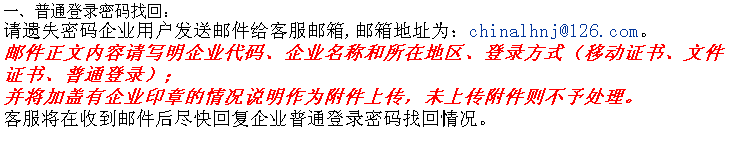 一、普通登录密码找回：
请遗失密码企业用户发送邮件给客服邮箱,邮箱地址为：chinalhnj@126.com。
邮件正文内容请写明企业代码、企业名称和所在地区、登录方式（移动证书、文件
证书、普通登录）；
并将加盖有企业印章的情况说明作为附件上传，未上传附件则不予处理。
客服将在收到邮件后尽快回复企业普通登录密码找回情况。